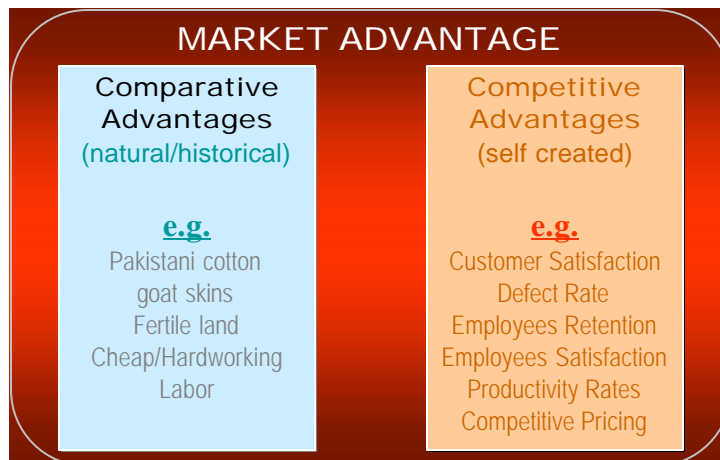 MARKET ADVANTAGE
Comparative
Advantages
(natural/historical)
e.g.
Pakistani cotton
goat skins
Fertile land
Cheap/Hardworking
Labor
Competitive
Advantages
(self created)
e.g.
Customer Satisfaction
Defect Rate
Employees Retention
Employees Satisfaction
Productivity Rates
Competitive Pricing